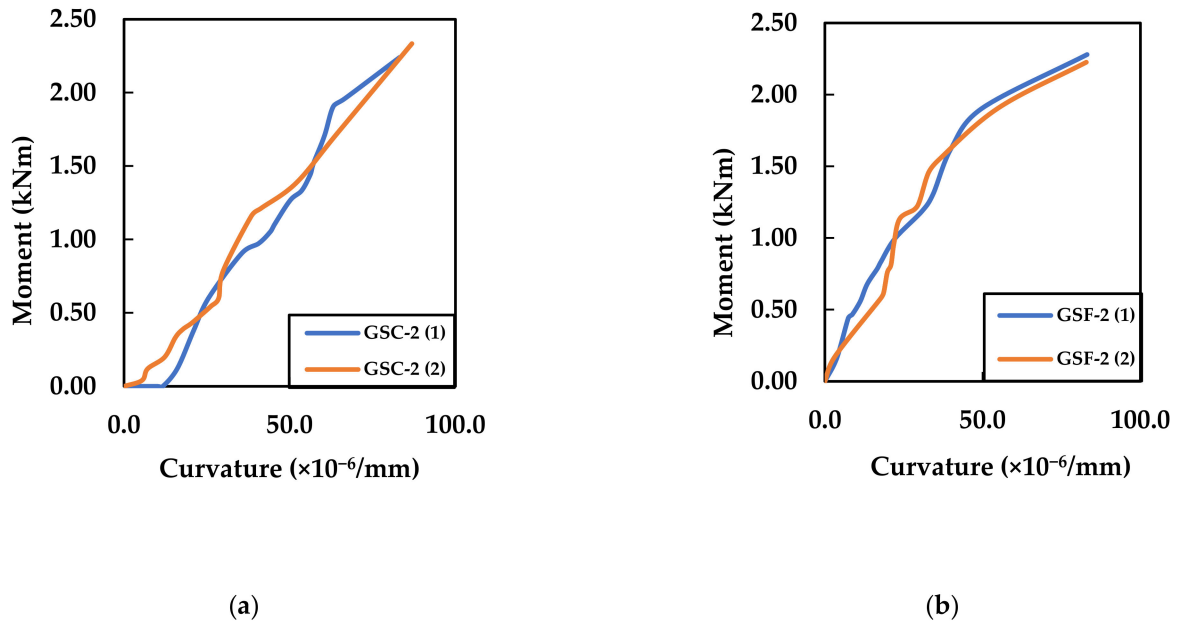 2.50
2.00
1.50
1.00
0.50
0.00
Moment (kNm)
GSC-2 (1)
GSC-2 (2)
0.0 50.0 100.0
Curvature (×10⁻⁶/mm)
(a)
2.50
2.00
1.50
1.00
0.50
0.00
Moment (kNm)
GSF-2 (1)
GSF-2 (2)
0.0 50.0 100.0
Curvature (×10⁻⁶/mm)
(b)